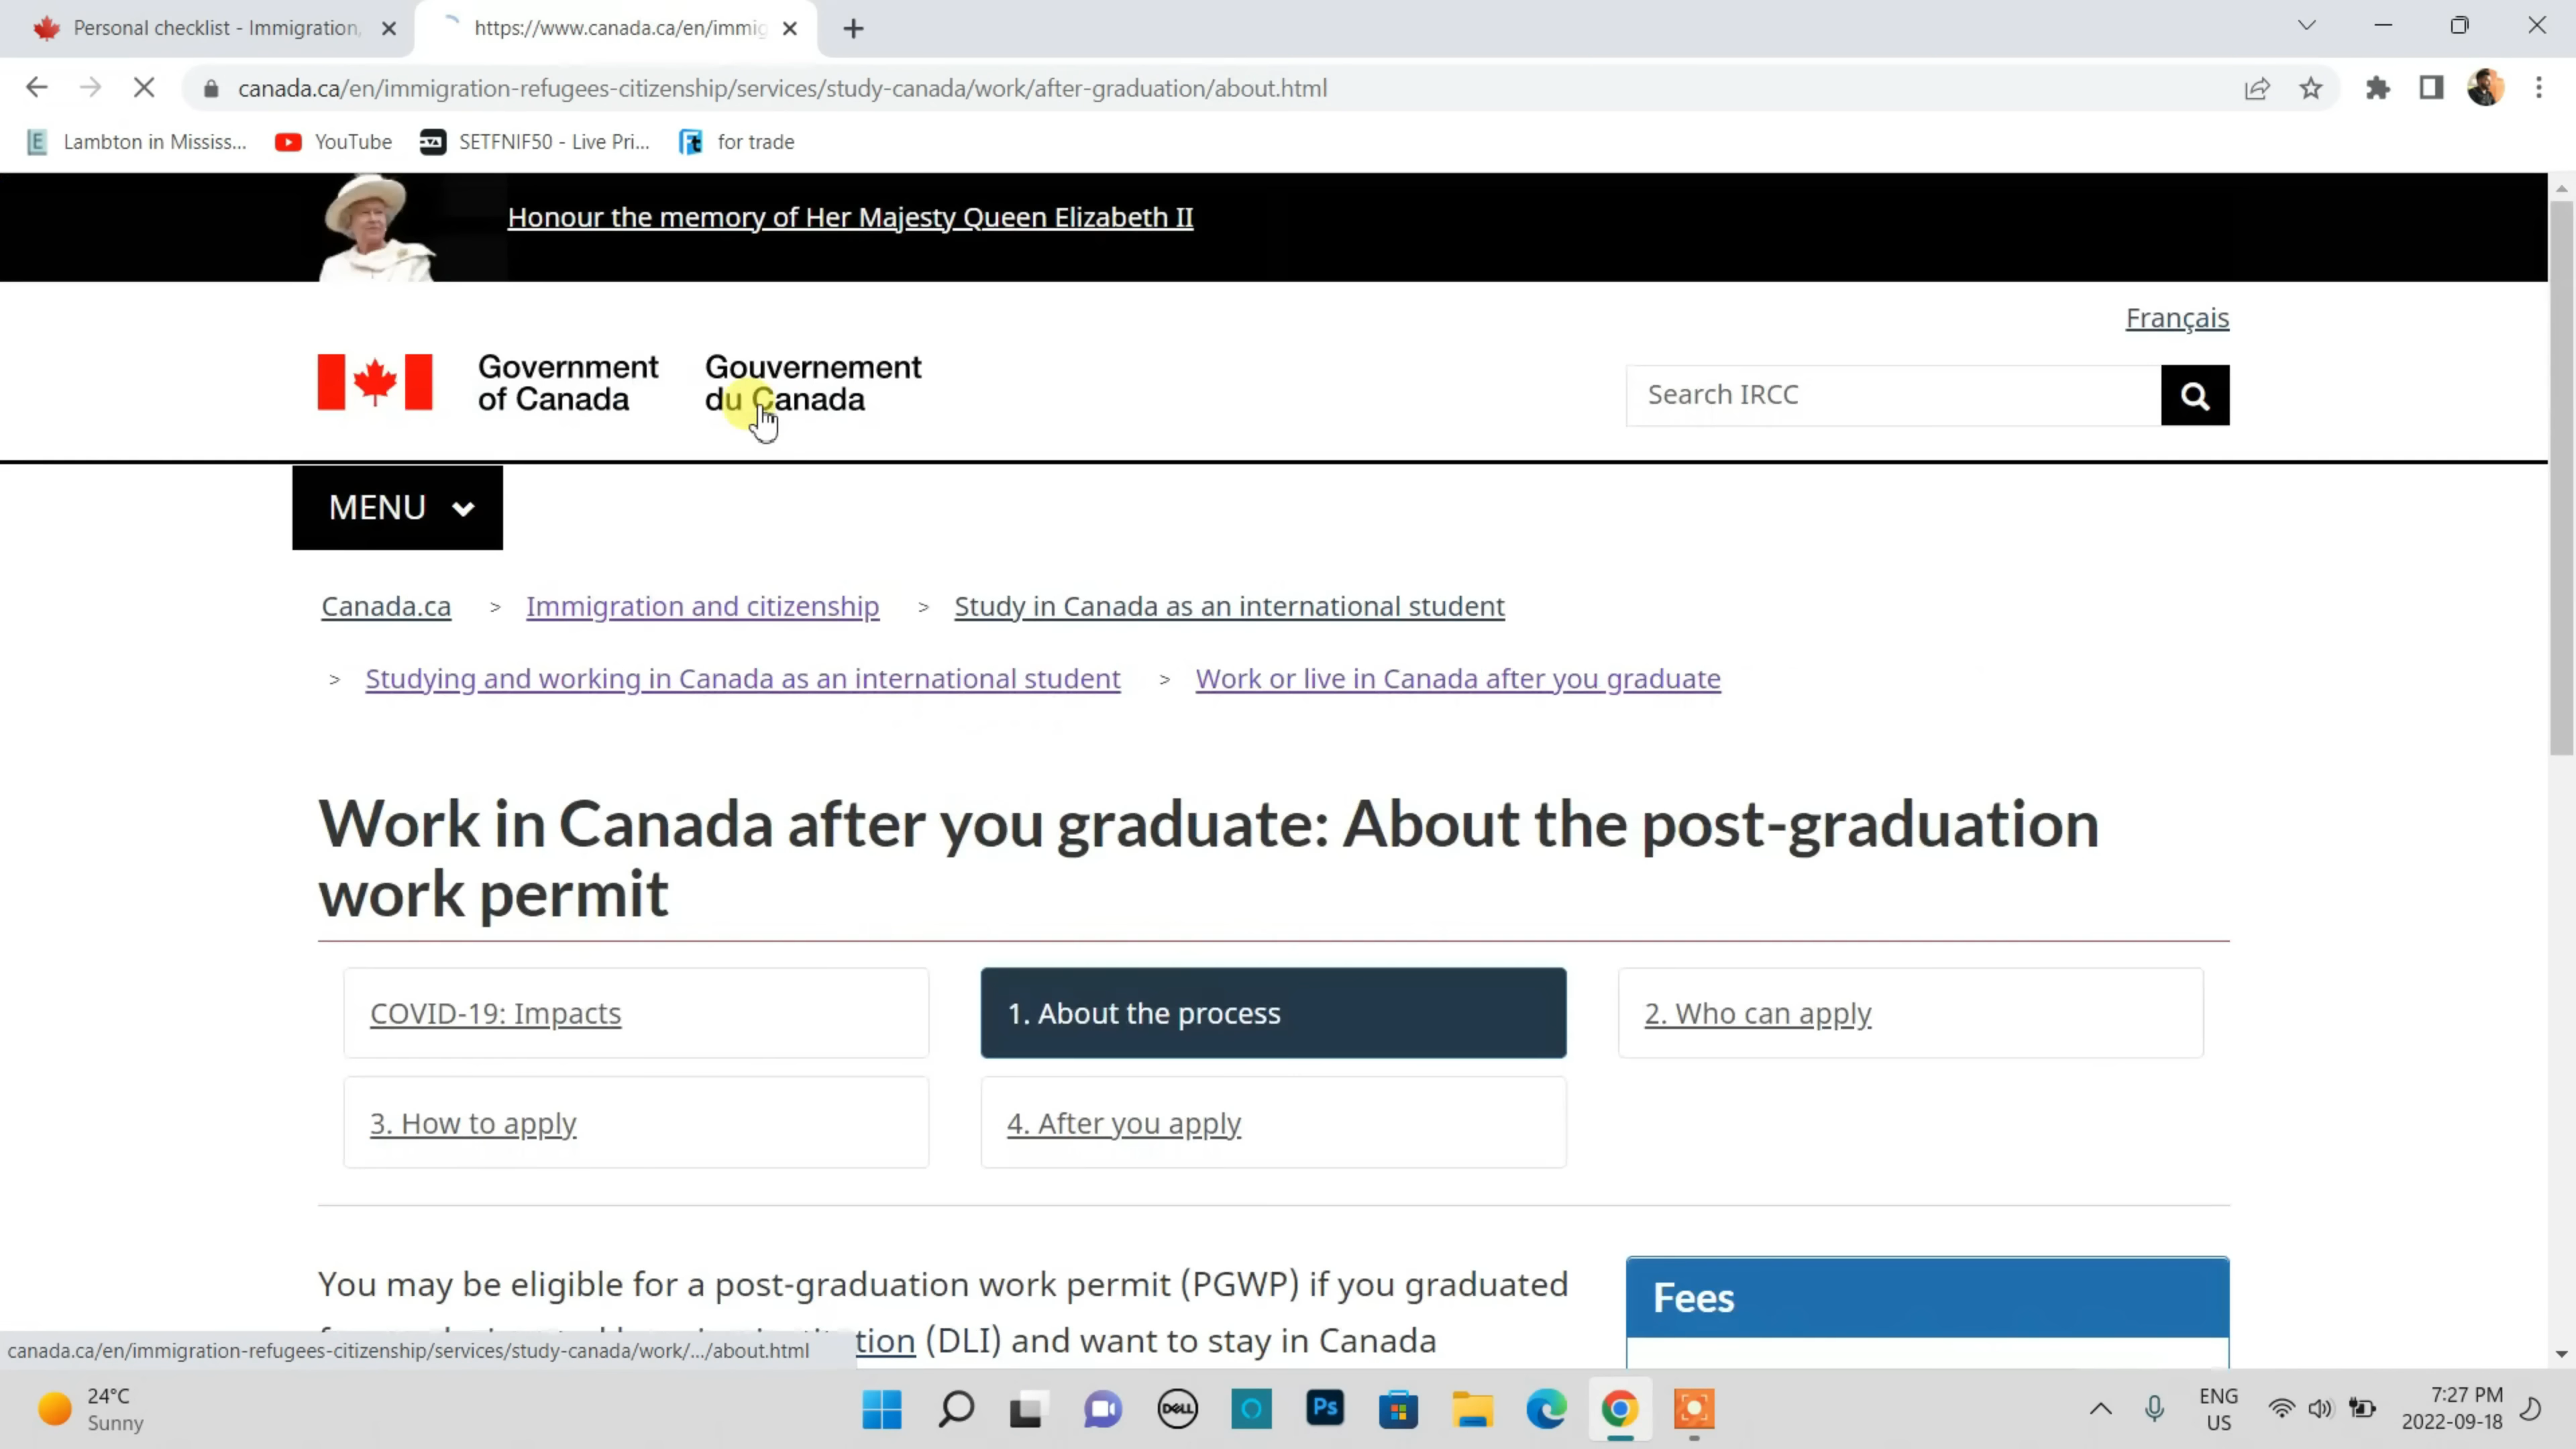 Personal checklist - Immigration,
https://www.canada.ca/en/immig
canada.ca/en/immigration-refugees-citizenship/services/study-canada/work/after-graduation/about.html
Lambton in Mississ...
YouTube
SETFNIF50 - Live Pri...
for trade
Honour the memory of Her Majesty Queen Elizabeth II
Français
Government
of Canada
Gouvernement
du Canada
Search IRCC
MENU
Canada.ca > Immigration and citizenship > Study in Canada as an international student
> Studying and working in Canada as an international student > Work or live in Canada after you graduate
Work in Canada after you graduate: About the post-graduation
work permit
COVID-19: Impacts
1. About the process
2. Who can apply
3. How to apply
4. After you apply
You may be eligible for a post-graduation work permit (PGWP) if you graduated
tion (DLI) and want to stay in Canada
Fees
canada.ca/en/immigration-refugees-citizenship/services/study-canada/work/.../about.html
24°C
Sunny
DELL
Ps
ENG
US
7:27 PM
2022-09-18